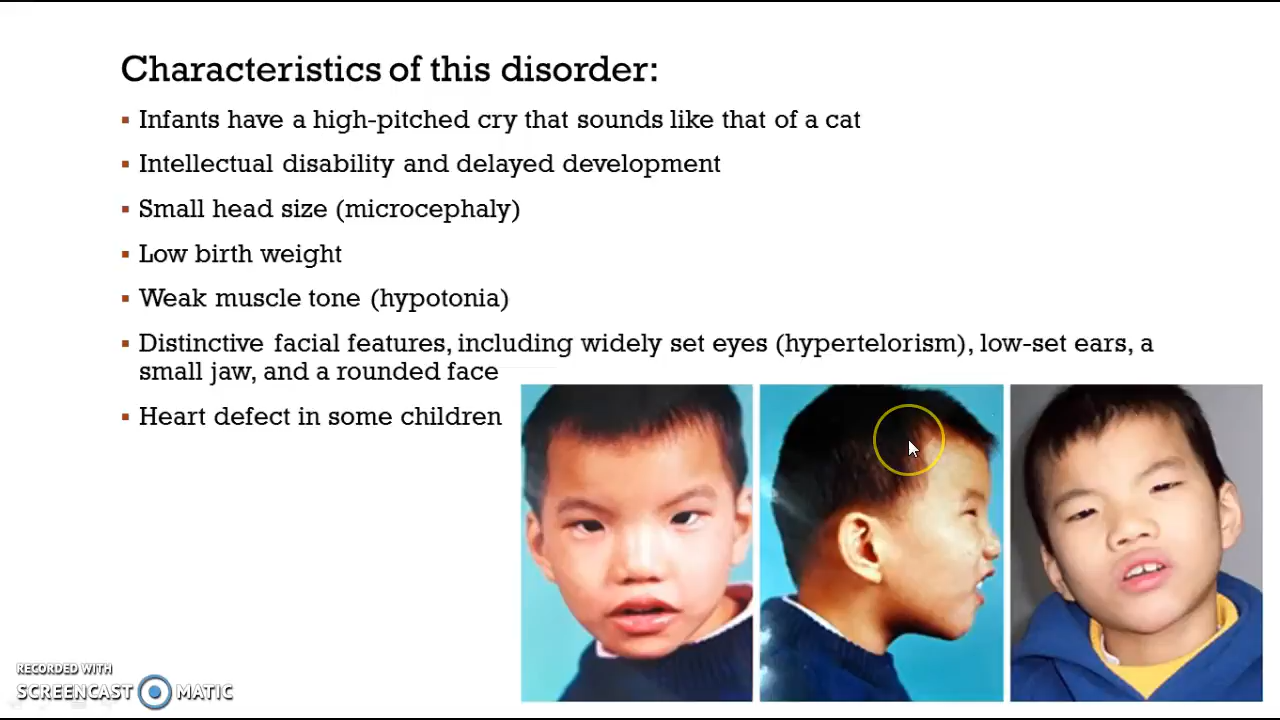 Characteristics of this disorder:
▪ Infants have a high-pitched cry that sounds like that of a cat
▪ Intellectual disability and delayed development
▪ Small head size (microcephaly)
▪ Low birth weight
▪ Weak muscle tone (hypotonia)
▪ Distinctive facial features, including widely set eyes (hypertelorism), low-set ears, a
small jaw, and a rounded face
▪ Heart defect in some children
RECORDED WITH
SCREENCAST MATIC